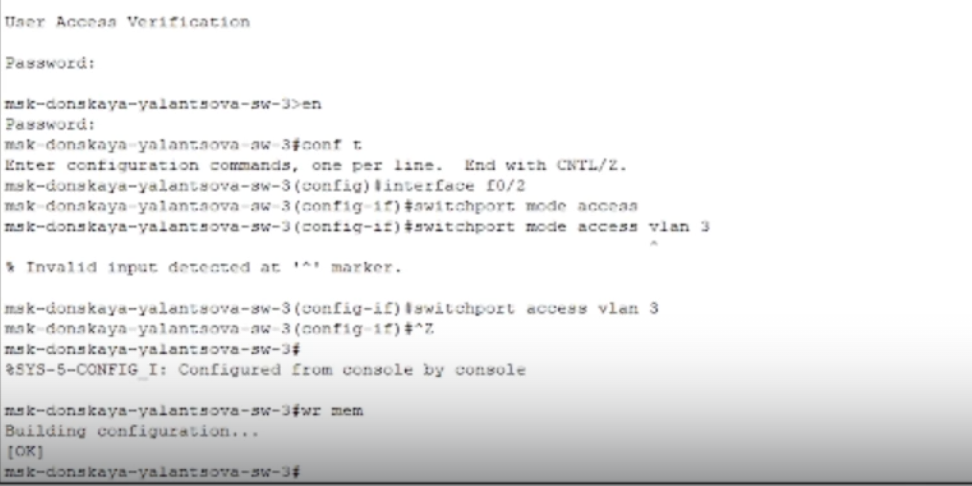 User Access Verification
Password:
msk-donskaya-yalantsova-sw-3>en
Password:
msk-donskaya-yalantsova-sw-3#conf t
Enter configuration commands, one per line. End with CNTL/Z.
msk-donskaya-yalantsova-sw-3(config)#interface f0/2
msk-donskaya-yalantsova-sw-3(config-if)#switchport mode access
msk-donskaya-yalantsova-sw-3(config-if)#switchport mode access vlan 3
^
% Invalid input detected at '^' marker.
msk-donskaya-yalantsova-sw-3(config-if)#switchport access vlan 3
msk-donskaya-yalantsova-sw-3(config-if)#^Z
msk-donskaya-yalantsova-sw-3#
%SYS-5-CONFIG_I: Configured from console by console
msk-donskaya-yalantsova-sw-3#wr mem
Building configuration...
[OK]
msk-donskaya-yalantsova-sw-3#